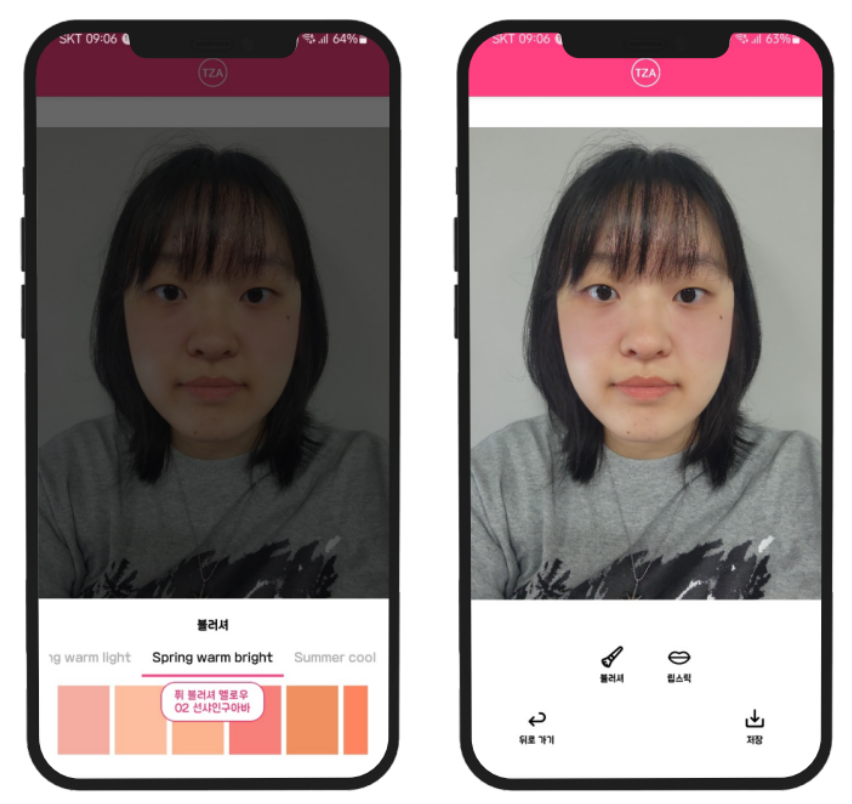 SKT 09:06
64%
TZA
블러셔
ng warm light
Spring warm bright
Summer cool
퓌 블러셔 멜로우
02 선샤인구아바
SKT 09:06
63%
TZA
블러셔
립스틱
뒤로 가기
저장